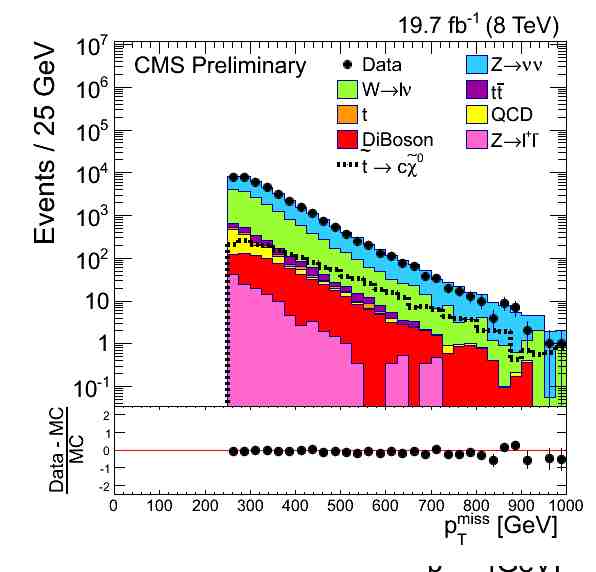 19.7 fb⁻¹ (8 TeV)
CMS Preliminary
Data
Z→νν
W→lν
tt̄
t
QCD
DiBoson
Z→l⁺l⁻
t̃ → cχ̃⁰
Events / 25 GeV
10⁷
10⁶
10⁵
10⁴
10³
10²
10
1
10⁻¹
Data - MC
MC
2
1
0
-1
-2
0 100 200 300 400 500 600 700 800 900 1000
p_T^miss [GeV]